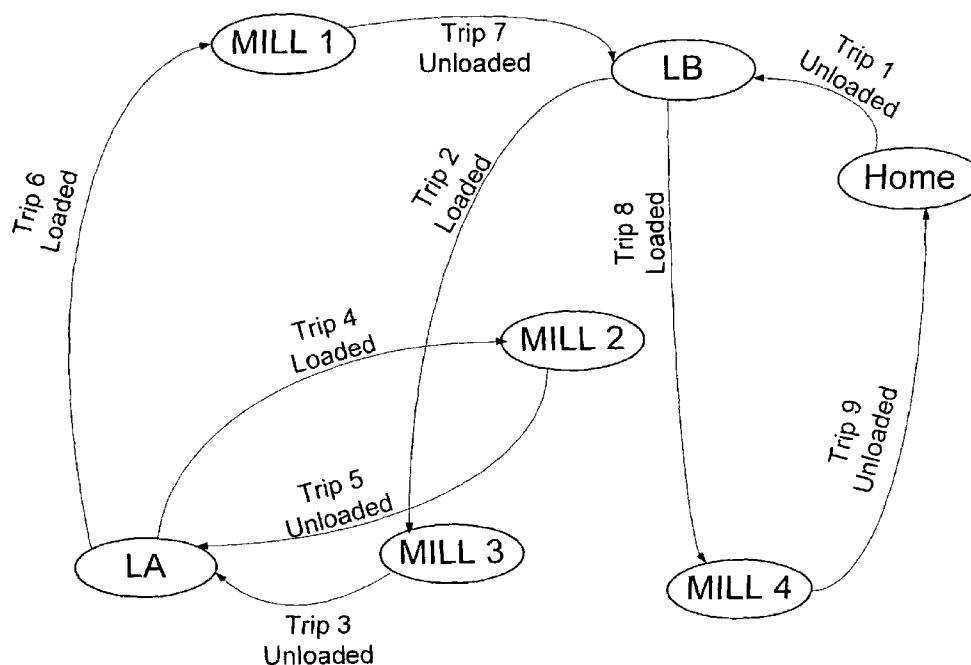 MILL 1
Trip 7
Unloaded
LB
Trip 1
Unloaded
Home
Trip 6
Loaded
Trip 2
Loaded
Trip 8
Loaded
Trip 4
Loaded
MILL 2
Trip 9
Unloaded
Trip 5
Unloaded
LA
MILL 3
MILL 4
Trip 3
Unloaded